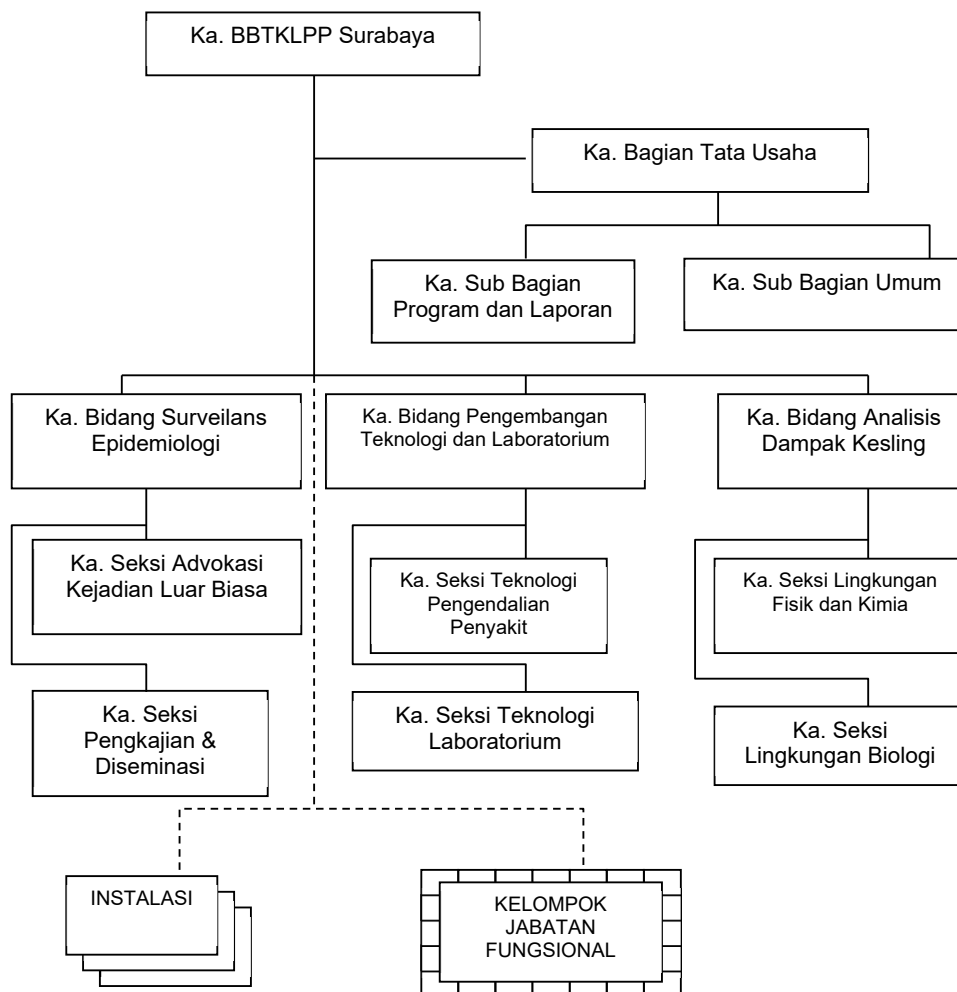 Ka. BBTKLPP Surabaya
Ka. Bagian Tata Usaha
Ka. Sub Bagian
Program dan Laporan
Ka. Sub Bagian Umum
Ka. Bidang Surveilans
Epidemiologi
Ka. Bidang Pengembangan
Teknologi dan Laboratorium
Ka. Bidang Analisis
Dampak Kesling
Ka. Seksi Advokasi
Kejadian Luar Biasa
Ka. Seksi Teknologi
Pengendalian
Penyakit
Ka. Seksi Lingkungan
Fisik dan Kimia
Ka. Seksi
Pengkajian &
Diseminasi
Ka. Seksi Teknologi
Laboratorium
Ka. Seksi
Lingkungan Biologi
INSTALASI
KELOMPOK
JABATAN
FUNGSIONAL